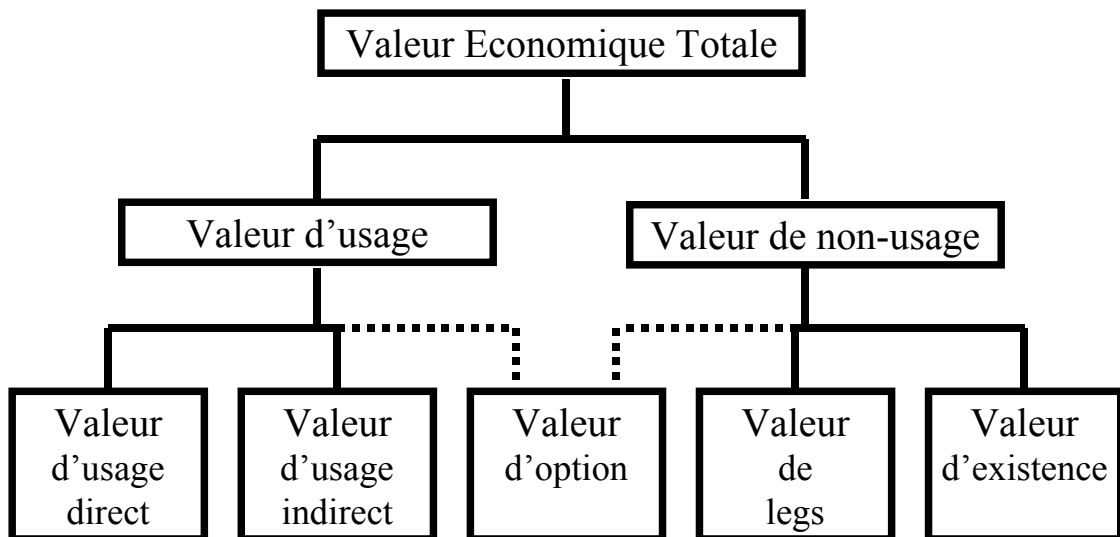 Valeur Economique Totale
Valeur d’usage
Valeur de non-usage
Valeur
d’usage
direct
Valeur
d’usage
indirect
Valeur
d’option
Valeur
de
legs
Valeur
d’existence